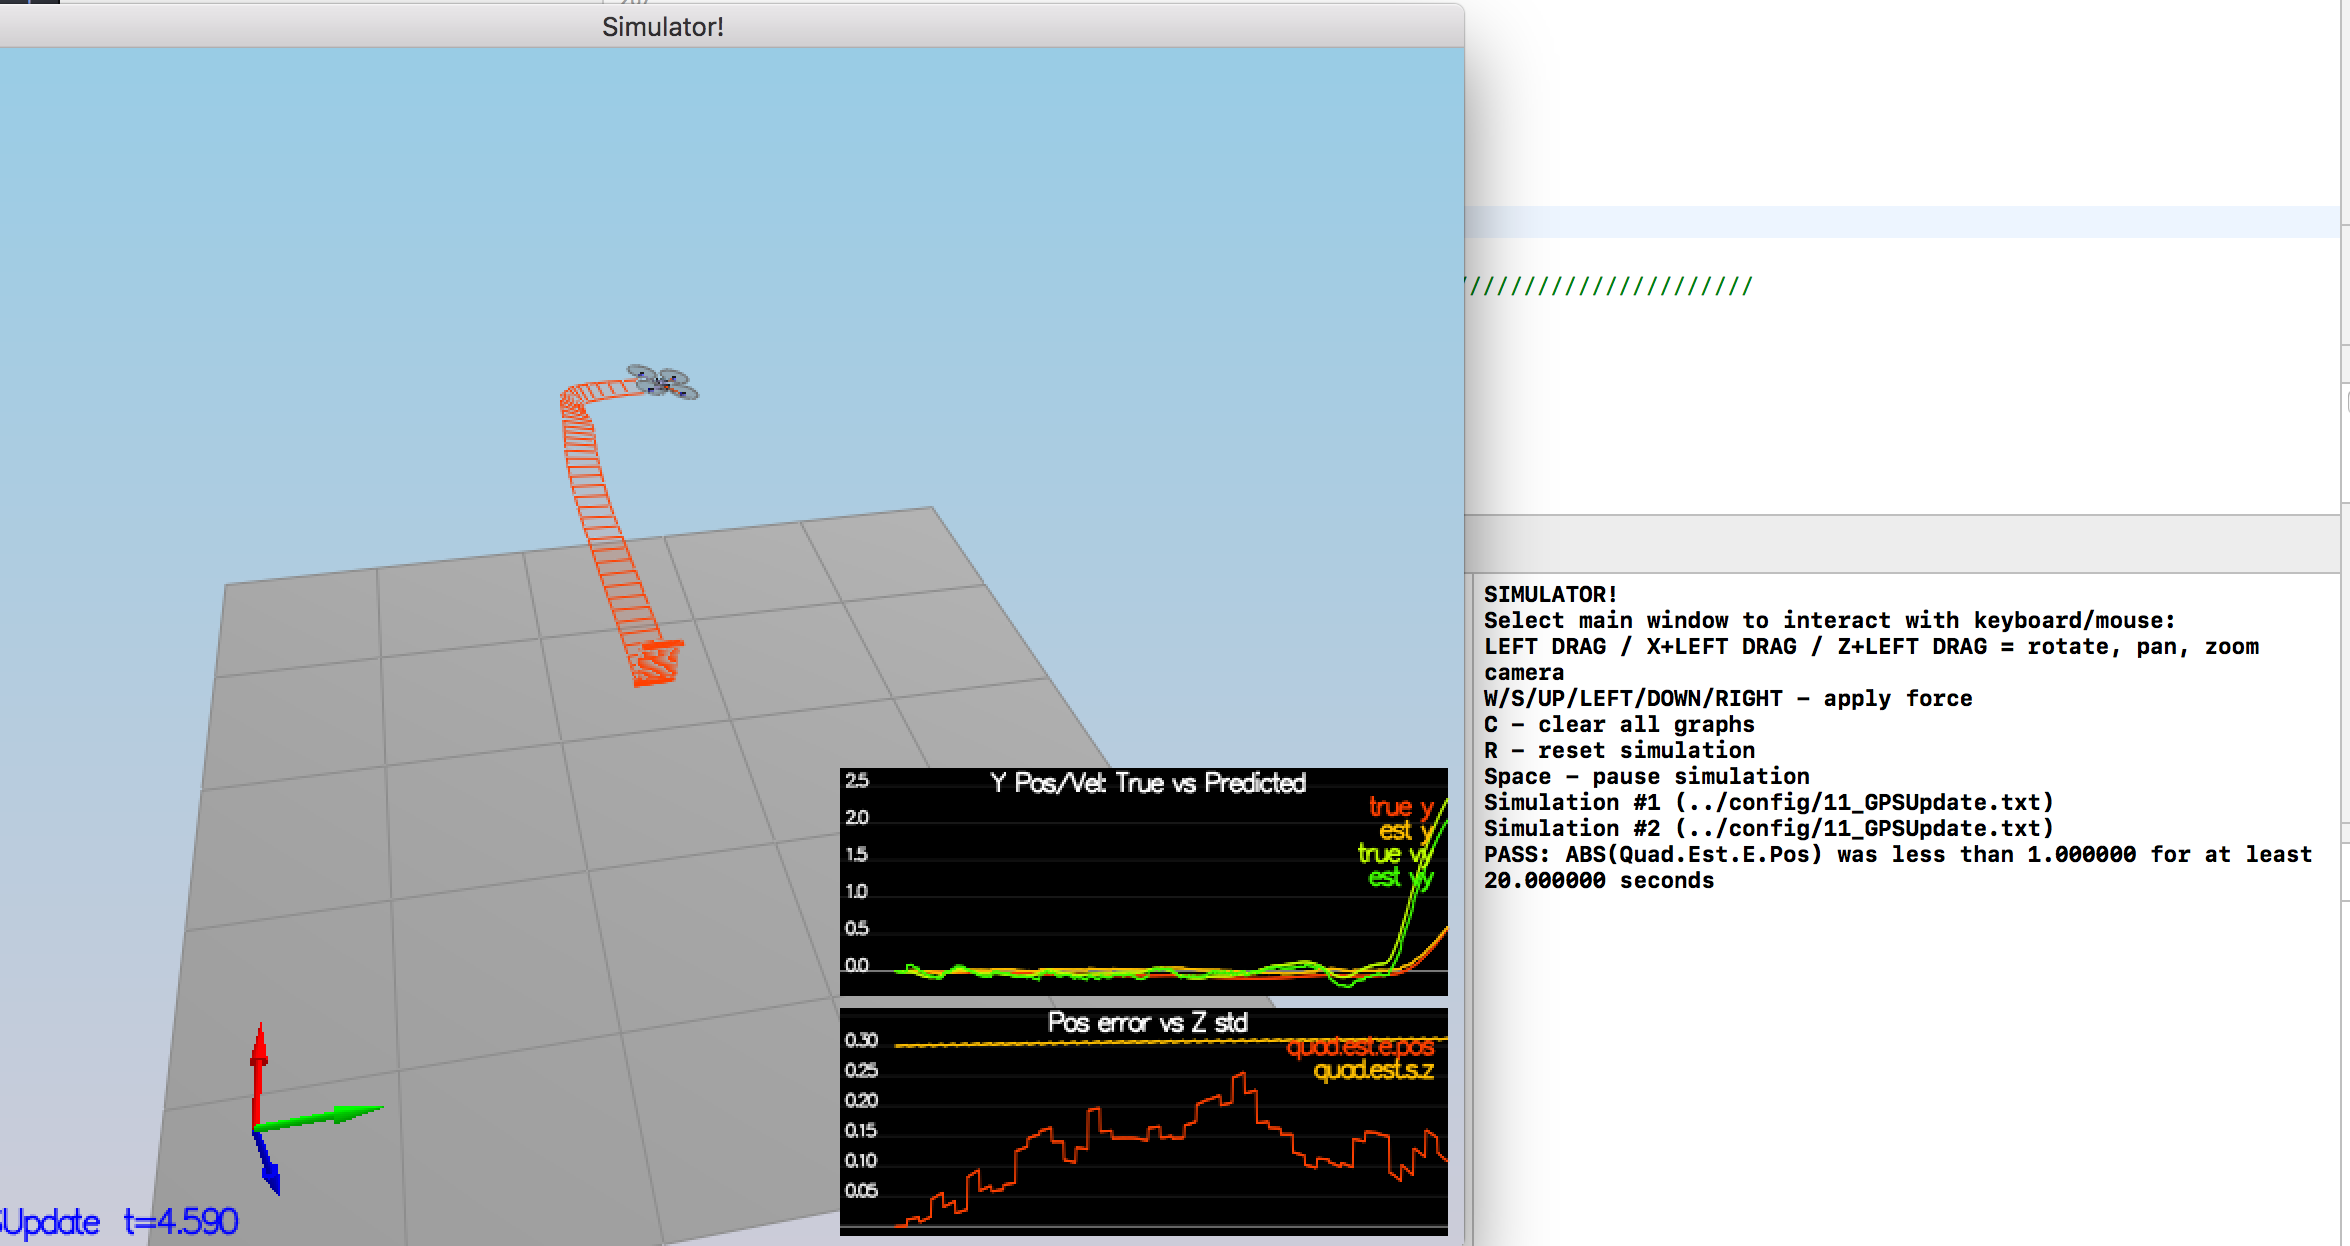 Simulator!
///////////////////////
SIMULATOR!
Select main window to interact with keyboard/mouse:
LEFT DRAG / X+LEFT DRAG / Z+LEFT DRAG = rotate, pan, zoom
camera
W/S/UP/LEFT/DOWN/RIGHT - apply force
C - clear all graphs
R - reset simulation
Space - pause simulation
Simulation #1 (../config/11_GPSUpdate.txt)
Simulation #2 (../config/11_GPSUpdate.txt)
PASS: ABS(Quad.Est.E.Pos) was less than 1.000000 for at least
20.000000 seconds
Y Pos/Vel: True vs Predicted
2.5
2.0
1.5
1.0
0.5
0.0
true y
est y
true vy
est vy
Pos error vs Z std
0.30
0.25
0.20
0.15
0.10
0.05
quad.est.e.pos
quad.est.s.z
SUpdate t=4.590